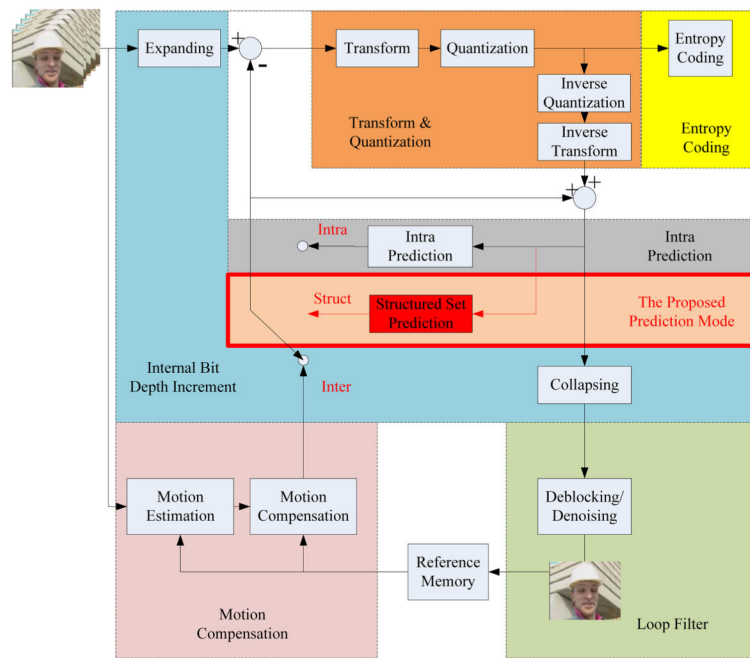 Expanding
+
-
Transform
Quantization
Entropy
Coding
Inverse
Quantization
Inverse
Transform
Transform &
Quantization
Entropy
Coding
+
+
Intra
Intra
Prediction
Intra
Prediction
Struct
Structured Set
Prediction
The Proposed
Prediction Mode
Internal Bit
Depth Increment
Inter
Collapsing
Motion
Estimation
Motion
Compensation
Deblocking/
Denoising
Reference
Memory
Motion
Compensation
Loop Filter